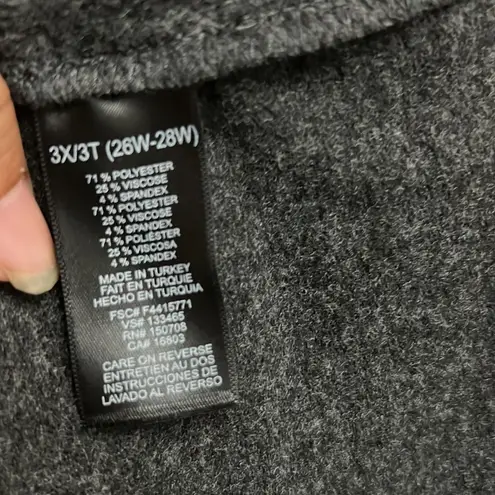 3X/3T (26W-28W)
71 % POLYESTER
25 % VISCOSE
4 % SPANDEX
71 % POLYESTER
25 % VISCOSE
4 % SPANDEX
71 % POLIÉSTER
25 % VISCOSA
4 % SPANDEX
MADE IN TURKEY
FAIT EN TURQUIE
HECHO EN TURQUIA
FSC# F4415771
VS# 133465
RN# 150708
CA# 16803
CARE ON REVERSE
ENTRETIEN AU DOS
INSTRUCCIONES DE
LAVADO AL REVERSO